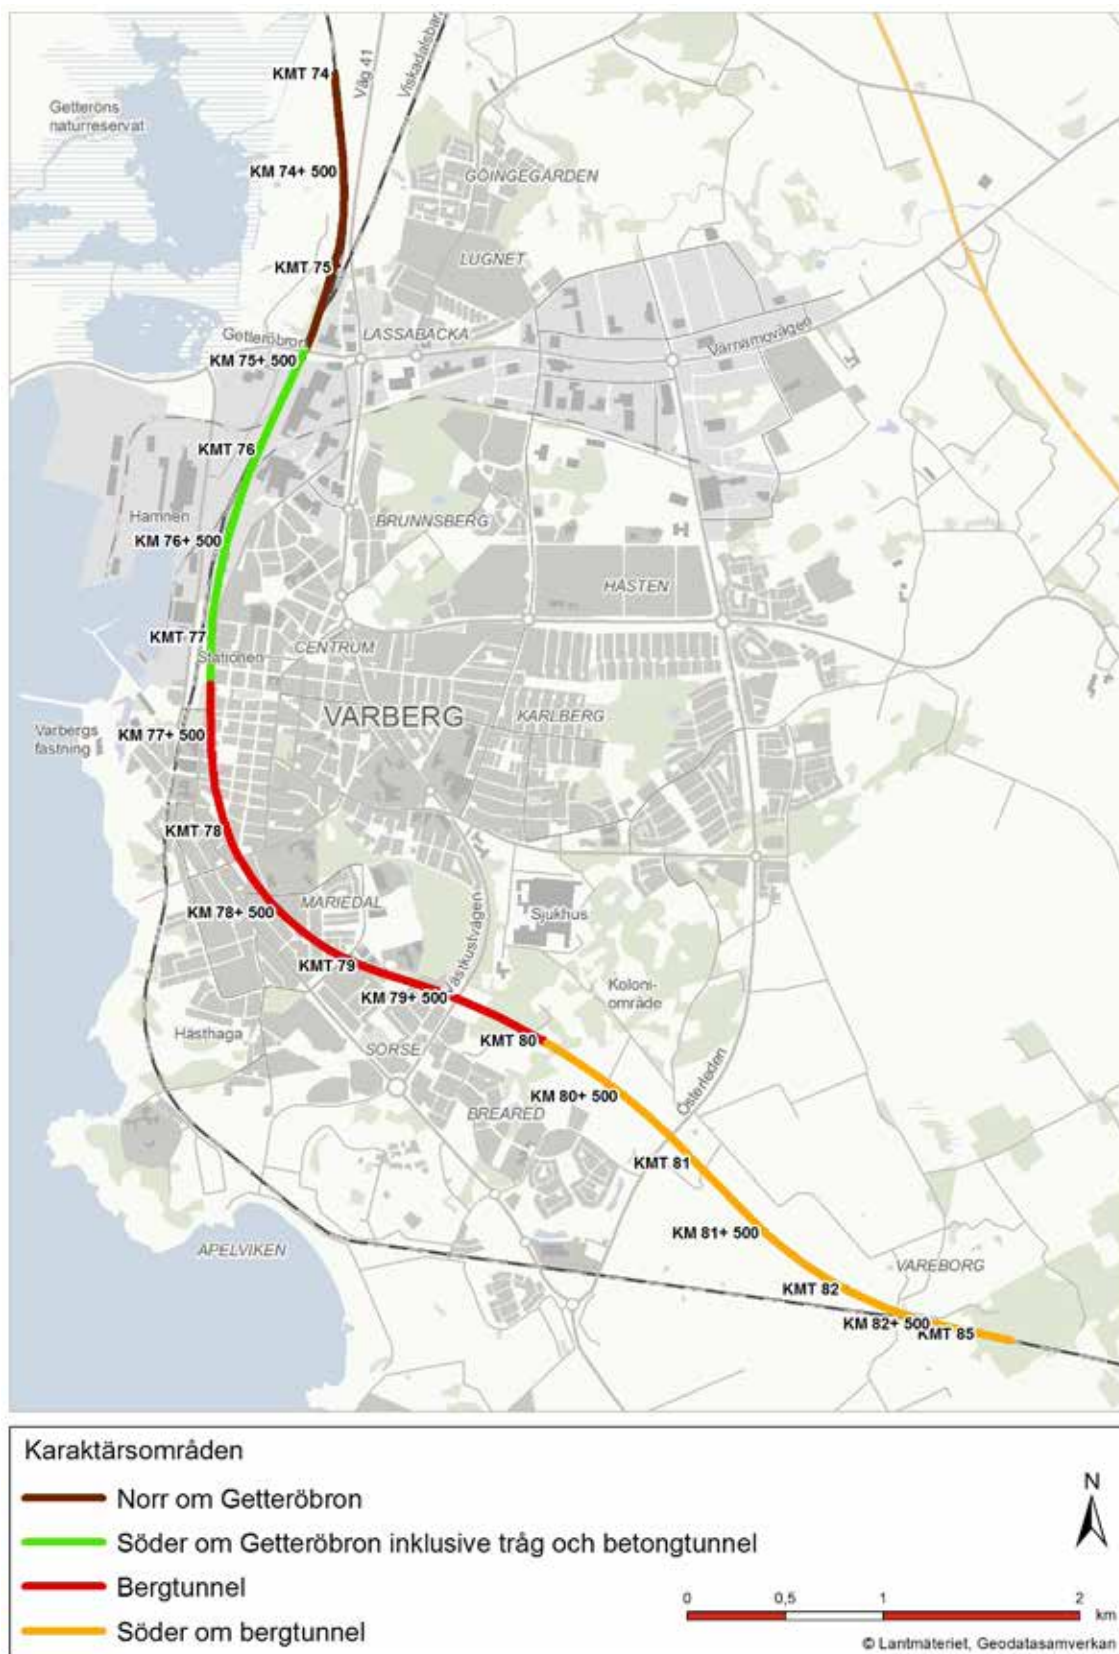 KMT 74
Väg 41
Viskadalsbar
Getteröns
naturreservat
KM 74+ 500
GÖINGEGÅRDEN
LUGNET
KMT 75
Getteröbron
LASSABACKA
Värnamovägen
KM 75+ 500
KMT 76
Hamnen
BRUNNSBERG
KM 76+ 500
HÅSTEN
KMT 77
CENTRUM
Stationen
VARBERG
KARLBERG
Varbergs
fästning
KM 77+ 500
KMT 78
MARIEDAL
KM 78+ 500
Sjukhus
Västkustvägen
KMT 79
KM 79+ 500
Koloni-
område
Hästhaga
SÖRSE
KMT 80
KM 80+ 500
Österleden
BREARED
KMT 81
KM 81+ 500
APELVIKEN
VAREBORG
KMT 82
KM 82+ 500
KMT 85
Karaktärsområden
Norr om Getteröbron
Söder om Getteröbron inklusive tråg och betongtunnel
Bergtunnel
Söder om bergtunnel
N
0 0,5 1 2
km
© Lantmäteriet, Geodatasamverkan